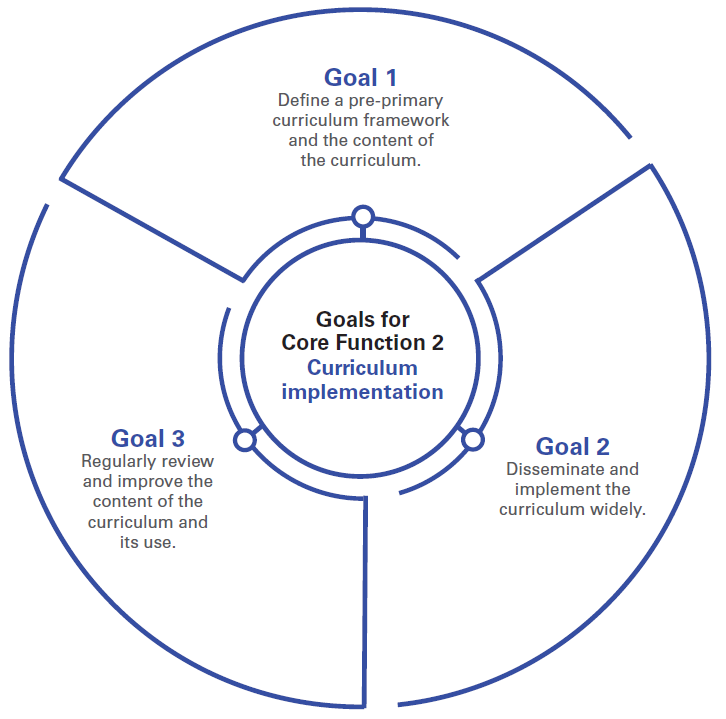 Goal 1
Define a pre-primary
curriculum framework
and the content of
the curriculum.
Goals for
Core Function 2
Curriculum
implementation
Goal 2
Disseminate and
implement the
curriculum widely.
Goal 3
Regularly review
and improve the
content of the
curriculum and
its use.